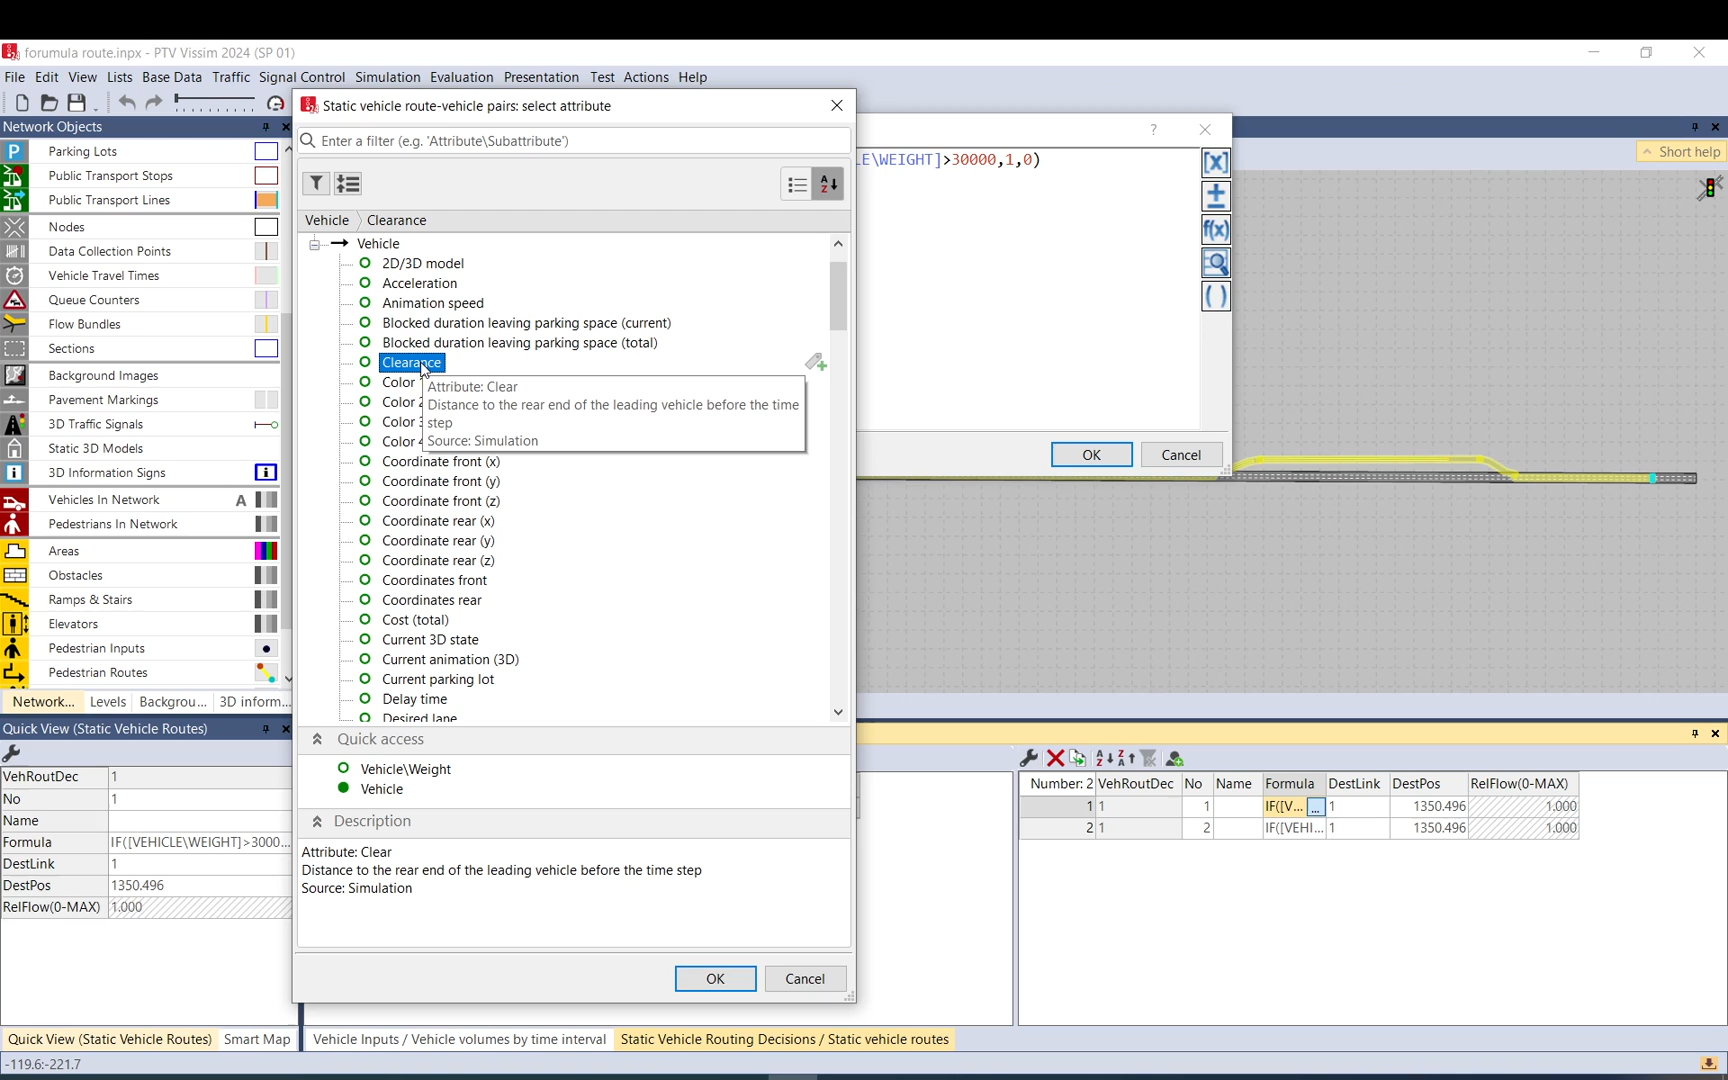 forumula route.inpx - PTV Vissim 2024 (SP 01)
File Edit View Lists Base Data Traffic Signal Control Simulation Evaluation Presentation Test Actions Help
Network Objects
Parking Lots
Public Transport Stops
Public Transport Lines
Nodes
Data Collection Points
Vehicle Travel Times
Queue Counters
Flow Bundles
Sections
Background Images
Pavement Markings
3D Traffic Signals
Static 3D Models
3D Information Signs
Vehicles In Network A
Pedestrians In Network
Areas
Obstacles
Ramps & Stairs
Elevators
Pedestrian Inputs
Pedestrian Routes
Network... Levels Backgrou... 3D inform...
Quick View (Static Vehicle Routes)
VehRoutDec 1
No 1
Name
Formula IF([VEHICLE\WEIGHT]>3000...
DestLink 1
DestPos 1350.496
RelFlow(0-MAX) 1.000
Quick View (Static Vehicle Routes) Smart Map
-119.6:-221.7
Static vehicle route-vehicle pairs: select attribute
Enter a filter (e.g. 'Attribute\Subattribute')
Vehicle Clearance
Vehicle
2D/3D model
Acceleration
Animation speed
Blocked duration leaving parking space (current)
Blocked duration leaving parking space (total)
Clearance
Color
Color 2
Color 3
Color 4
Attribute: Clear
Distance to the rear end of the leading vehicle before the time
step
Source: Simulation
Coordinate front (x)
Coordinate front (y)
Coordinate front (z)
Coordinate rear (x)
Coordinate rear (y)
Coordinate rear (z)
Coordinates front
Coordinates rear
Cost (total)
Current 3D state
Current animation (3D)
Current parking lot
Delay time
Desired lane
Quick access
Vehicle\Weight
Vehicle
Description
Attribute: Clear
Distance to the rear end of the leading vehicle before the time step
Source: Simulation
OK Cancel
LE\WEIGHT]>30000,1,0)
[x]
f(x)
( )
OK Cancel
Short help
Number: 2 VehRoutDec No Name Formula DestLink DestPos RelFlow(0-MAX)
1 1 1 IF([V... ... 1 1350.496 1.000
2 1 2 IF([VEHI... 1 1350.496 1.000
Vehicle Inputs / Vehicle volumes by time interval Static Vehicle Routing Decisions / Static vehicle routes